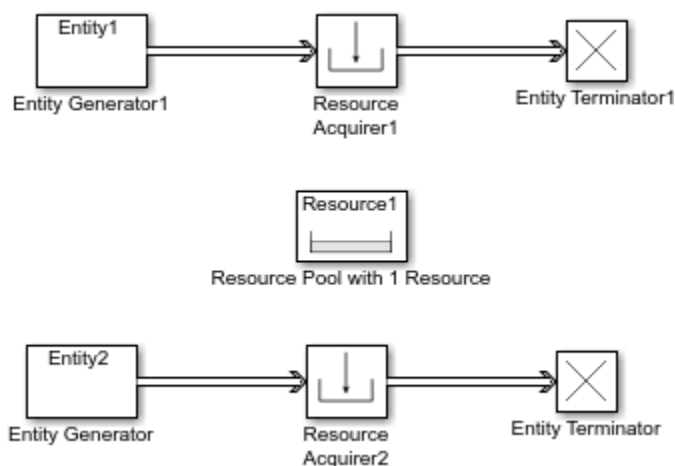 Entity1
Entity Generator1
Resource
Acquirer1
Entity Terminator1
Resource1
Resource Pool with 1 Resource
Entity2
Entity Generator
Resource
Acquirer2
Entity Terminator